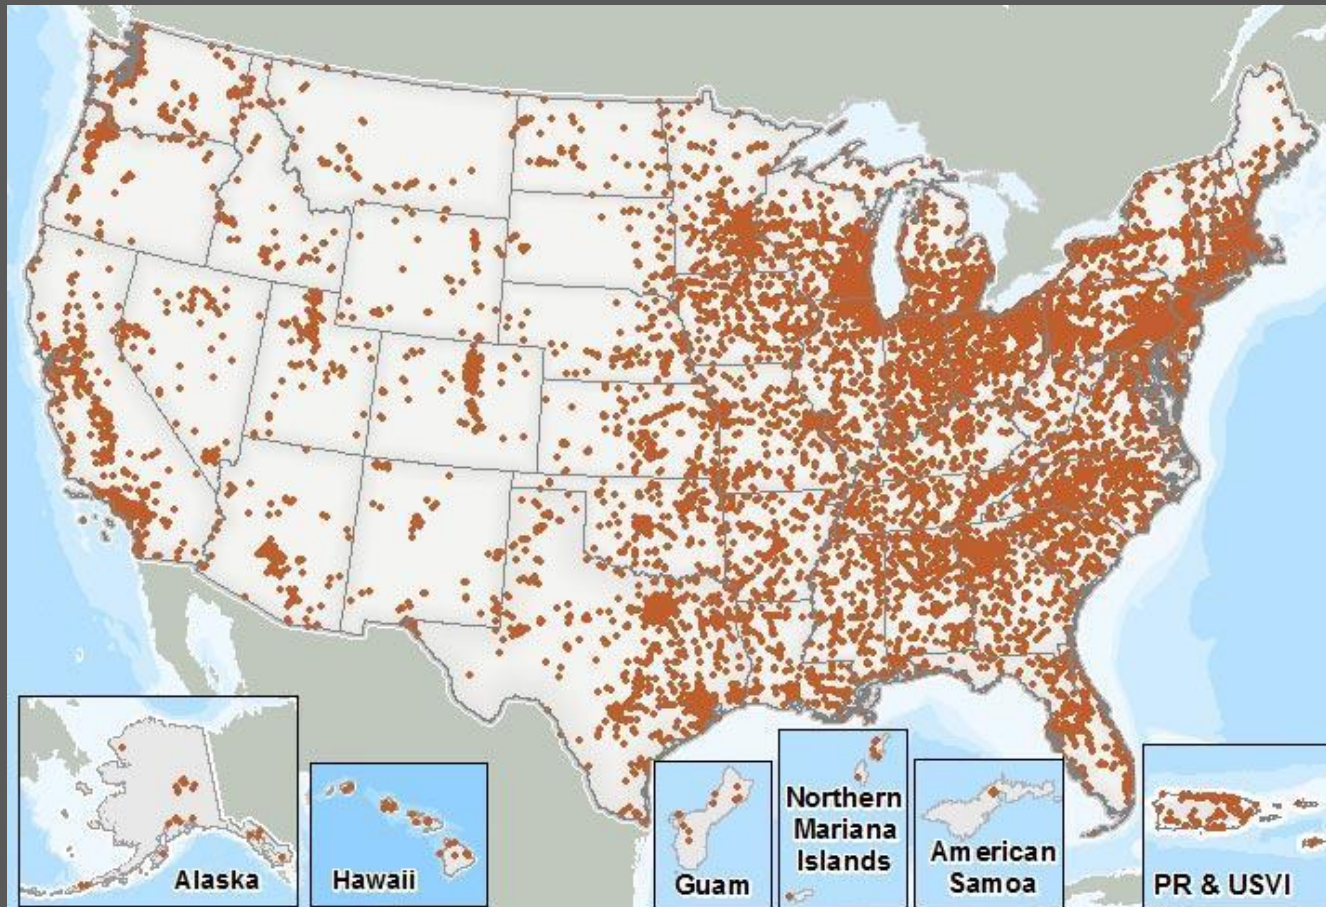 Alaska
Hawaii
Guam
Northern
Mariana
Islands
American
Samoa
PR & USVI